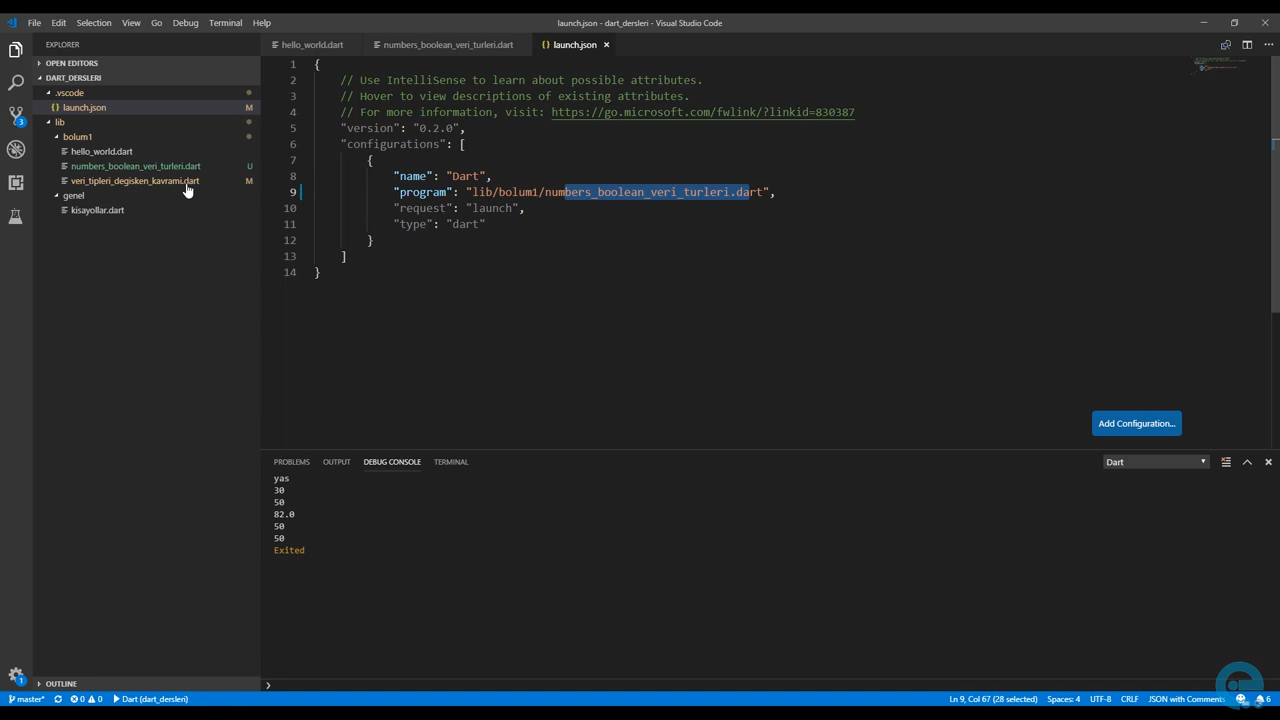 File Edit Selection View Go Debug Terminal Help
launch.json - dart_dersleri - Visual Studio Code
EXPLORER
hello_world.dart
numbers_boolean_veri_turleri.dart
launch.json
OPEN EDITORS
DART_DERSLERI
.vscode
launch.json M
lib
bolum1
hello_world.dart
numbers_boolean_veri_turleri.dart U
veri_tipleri_degisken_kavrami.dart M
genel
kisayollar.dart
3
1 {
2 // Use IntelliSense to learn about possible attributes.
3 // Hover to view descriptions of existing attributes.
4 // For more information, visit: https://go.microsoft.com/fwlink/?linkid=830387
5 "version": "0.2.0",
6 "configurations": [
7 {
8 "name": "Dart",
9 "program": "lib/bolum1/numbers_boolean_veri_turleri.dart",
10 "request": "launch",
11 "type": "dart"
12 }
13 ]
14 }
Add Configuration...
PROBLEMS OUTPUT DEBUG CONSOLE TERMINAL
Dart
yas
30
50
82.0
50
50
Exited
OUTLINE
1
master* 0 0 Dart (dart_dersleri)
Ln 9, Col 67 (28 selected) Spaces: 4 UTF-8 CRLF JSON with Comments 6